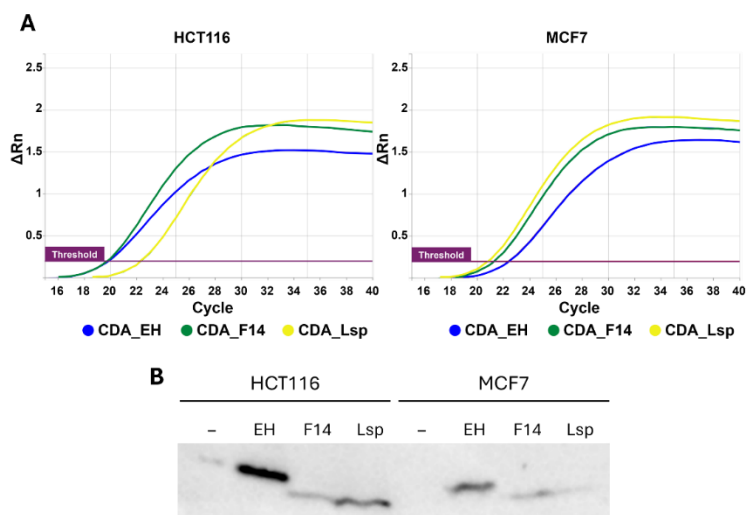 A
HCT116
MCF7
2.5
2
1.5
1
0.5
ΔRn
Threshold
16 18 20 22 24 26 28 30 32 34 36 38 40
Cycle
CDA_EH CDA_F14 CDA_Lsp
2.5
2
1.5
1
0.5
ΔRn
Threshold
16 18 20 22 24 26 28 30 32 34 36 38 40
Cycle
CDA_EH CDA_F14 CDA_Lsp
B
HCT116 MCF7
– EH F14 Lsp – EH F14 Lsp